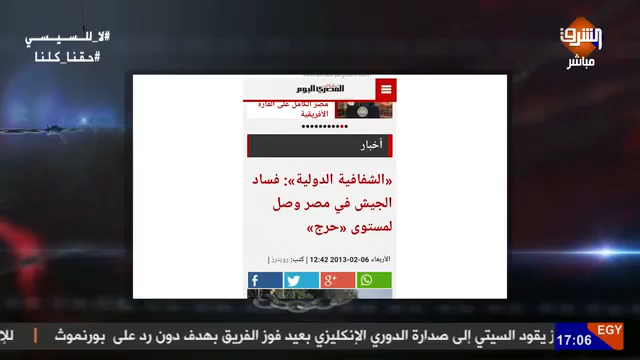 #لا_للسيسي
#حقنا_كلنا
الشرق
مباشر
المصري اليوم
مصر الكامل على القارة
الأفريقية
أخبار
«الشفافية الدولية»: فساد
الجيش في مصر وصل
لمستوى «حرج»
الأربعاء 06-02-2013 12:42 | كتب: رويترز |
EGY
17:06
ز يقود السيتي إلى صدارة الدوري الإنكليزي بعيد فوز الفريق بهدف دون رد على بورنموث